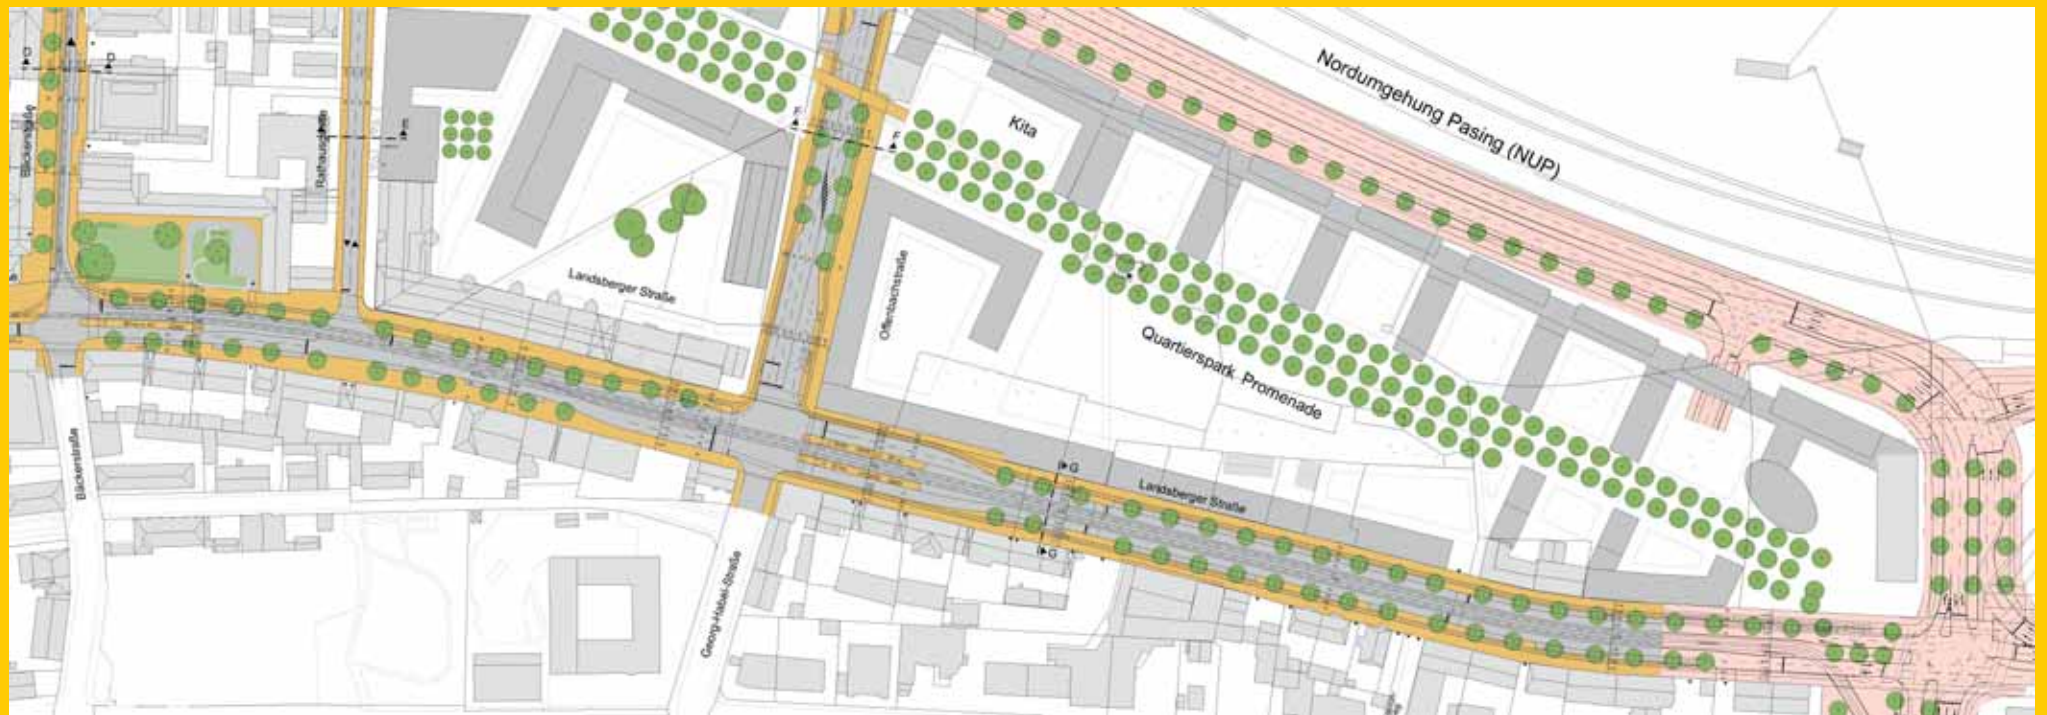 Nordumgehung Pasing (NUP)
Kita
Bäckerstraße
Rathausgasse
F
F
Landsberger Straße
Offenbachstraße
Quartierspark Promenade
Bäckerstraße
G
Landsberger Straße
G
Georg-Habel-Straße